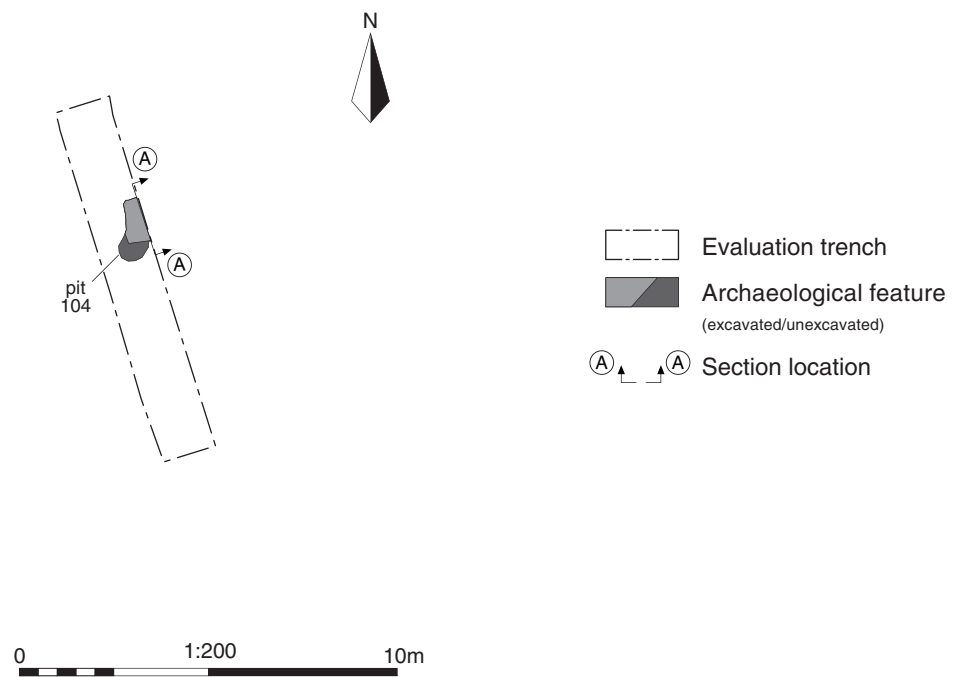 N
A
A
pit
104
Evaluation trench
Archaeological feature
(excavated/unexcavated)
A A Section location
0 1:200 10m